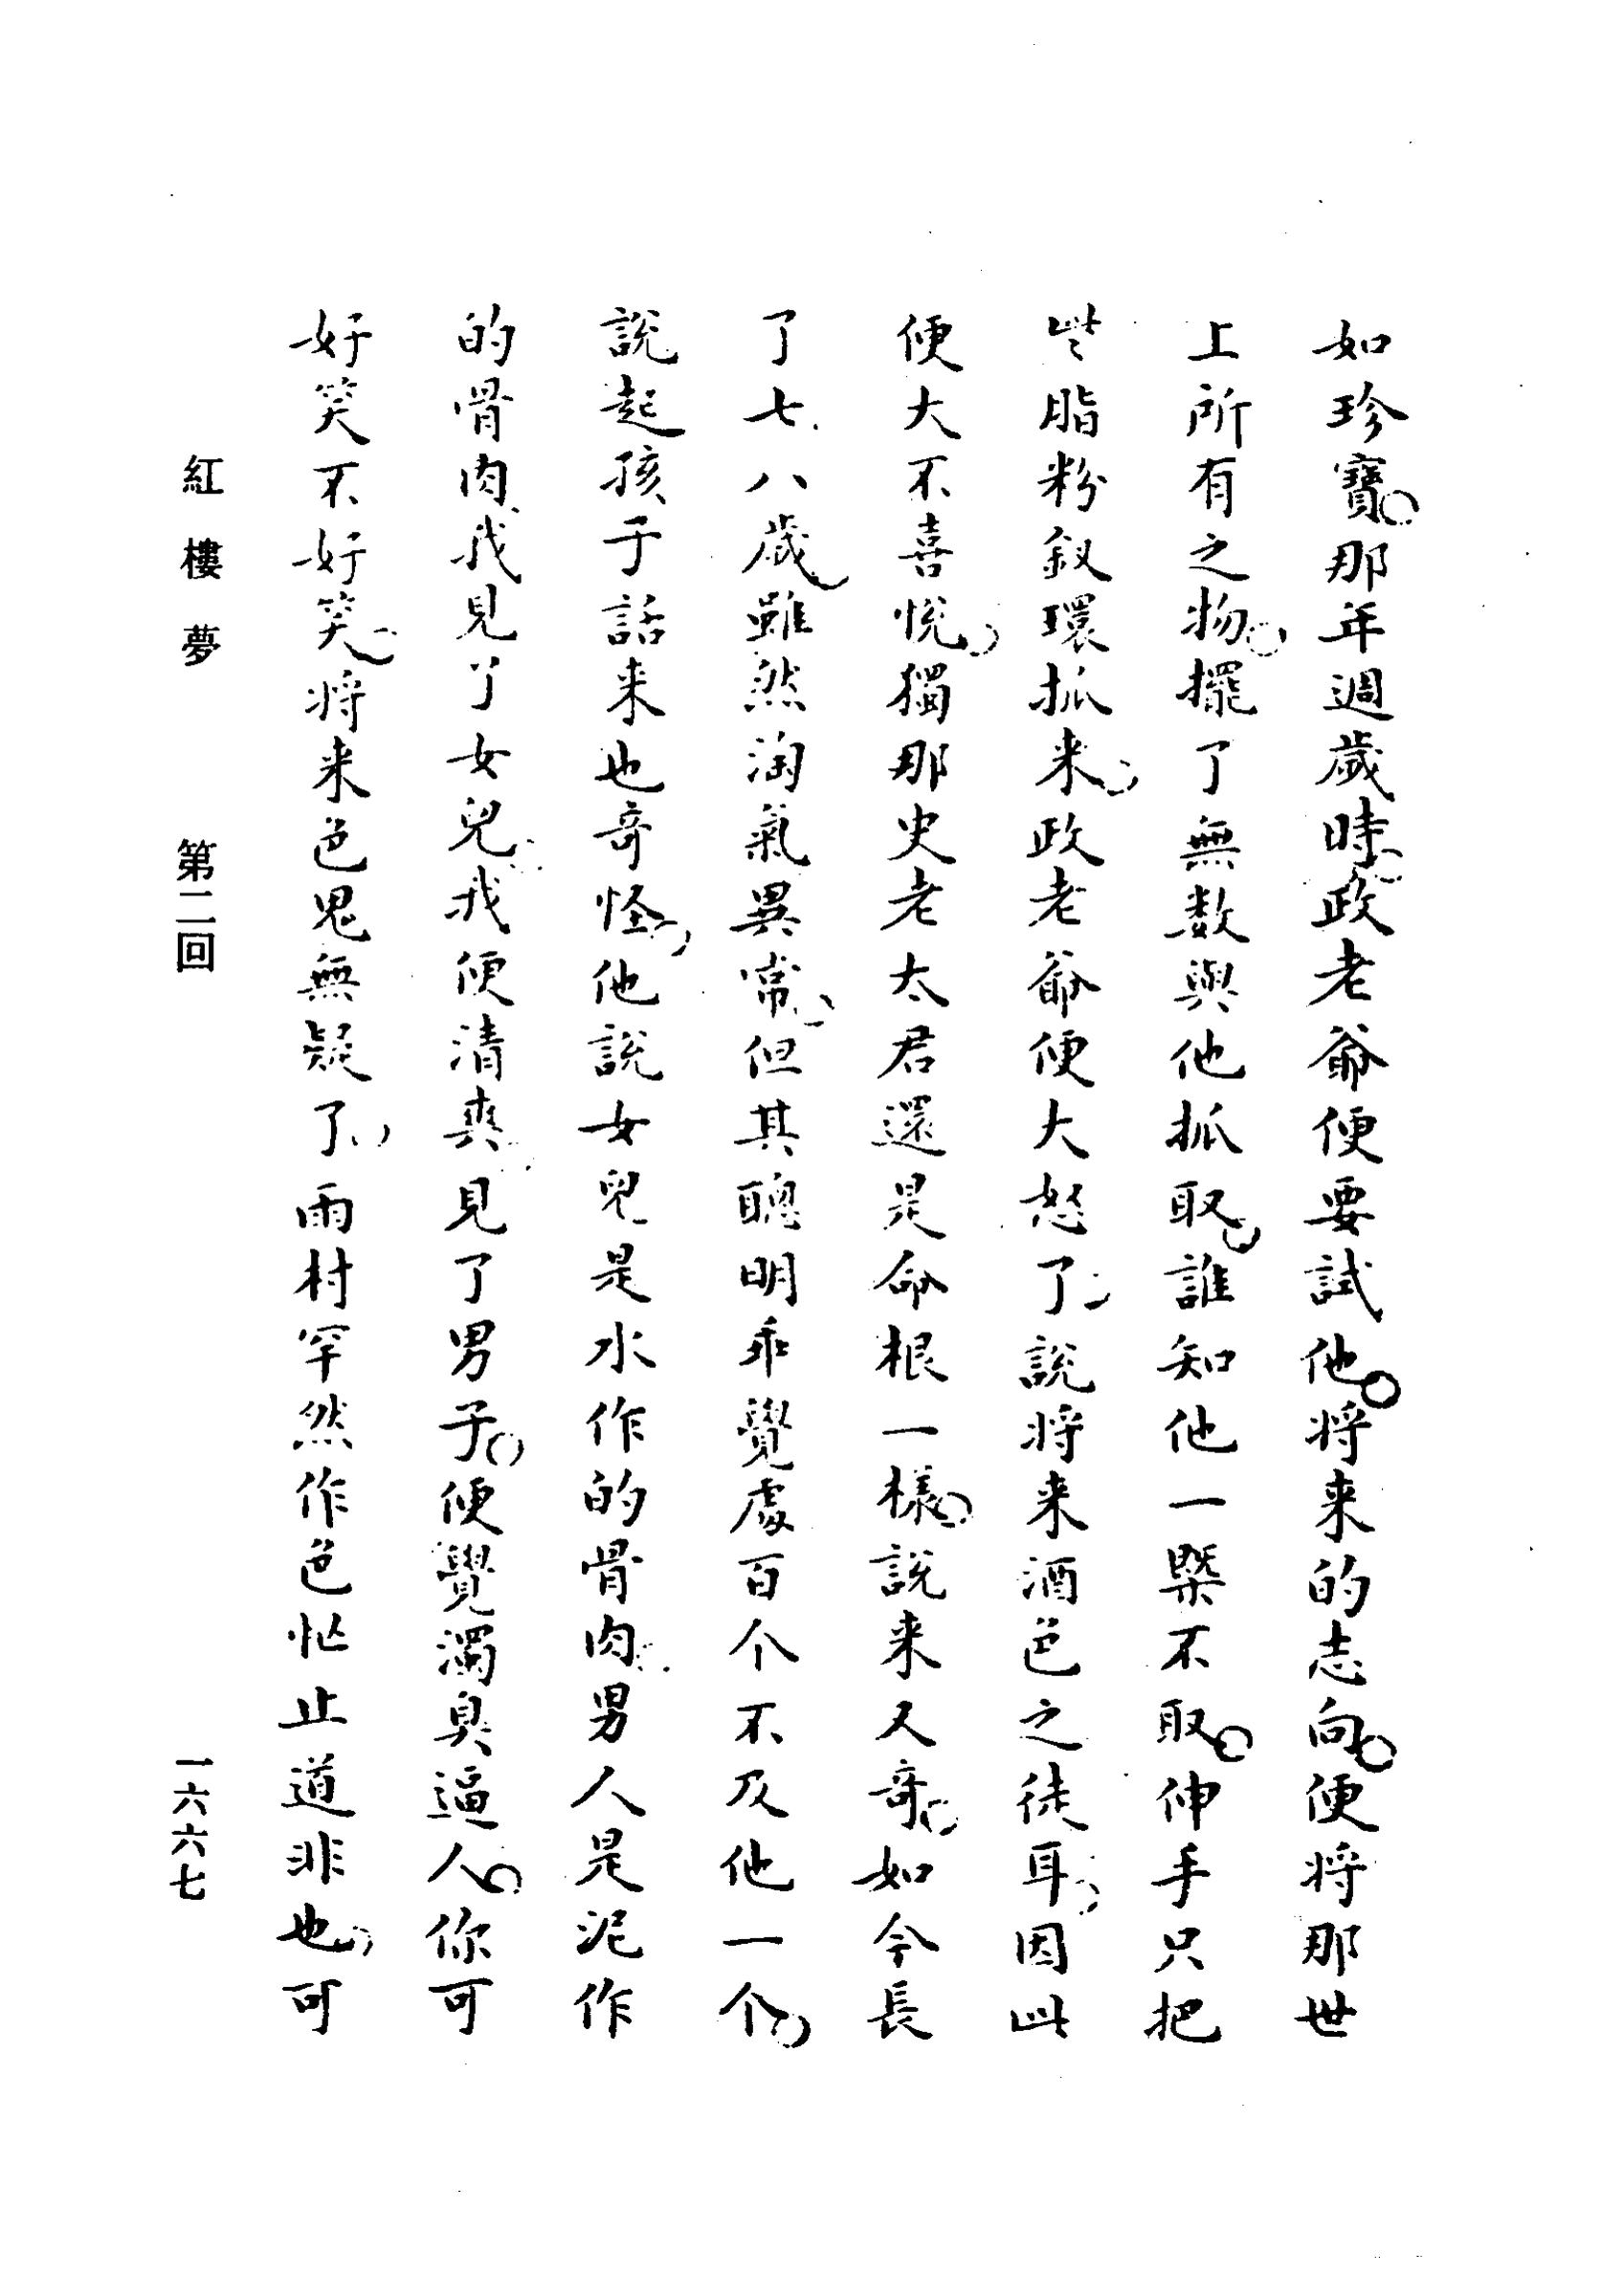 如珍寶那年週歲時政老爺便要試他将来的志向便将那世
上所有之物擺了無数與他抓取誰知他一槩不取伸手只把
些脂粉釵環抓来政老爺便大怒了說将来酒色之徒耳因此
便大不喜悅獨那史老太君還是命根一樣說来又奇如今長
了七八歲雖然淘氣異常但其聰明乖覺處百个不及他一个
說起孩子話来也奇怪他說女兒是水作的骨肉男人是泥作
的骨肉我見了女兒我便清爽見了男子便覺濁臭逼人你可
好笑不好笑将来色鬼無疑了雨村罕然作色忙止道非也可
紅樓夢　第二回　一六六七